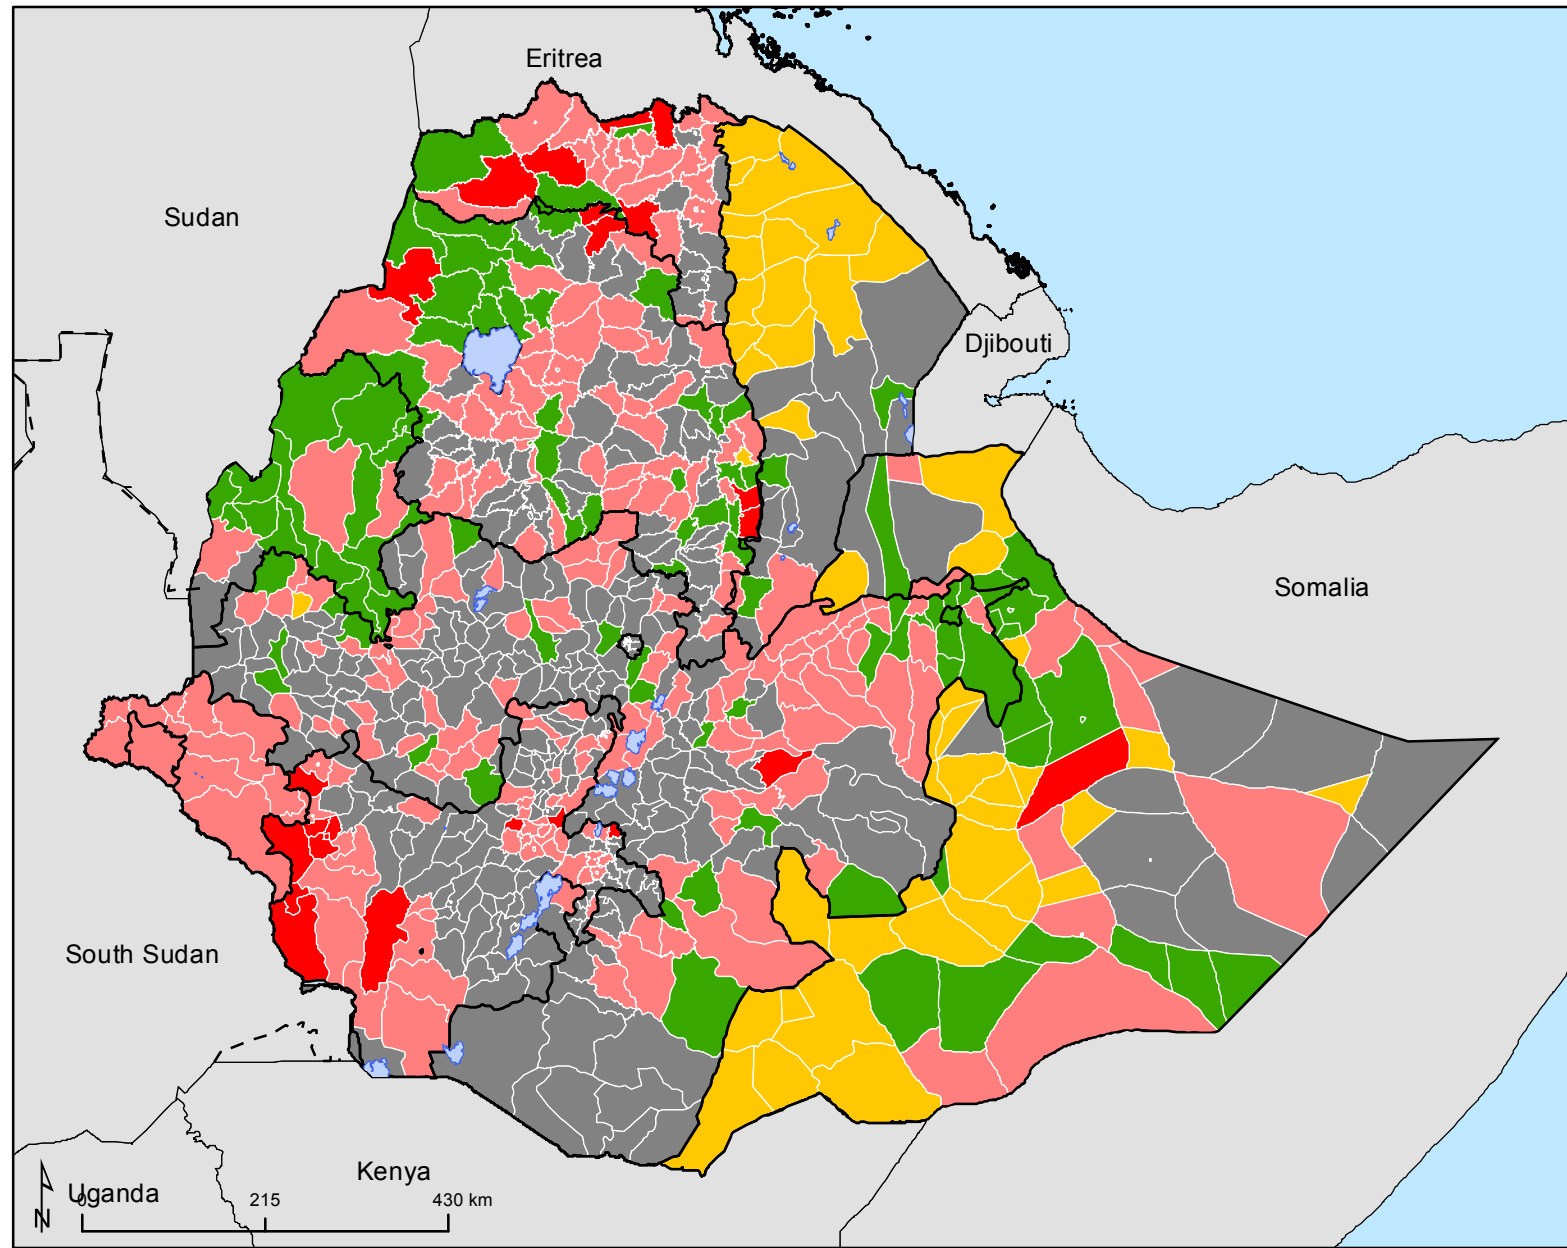 Eritrea
Sudan
Djibouti
Somalia
South Sudan
Kenya
Uganda
0 215 430 km
N